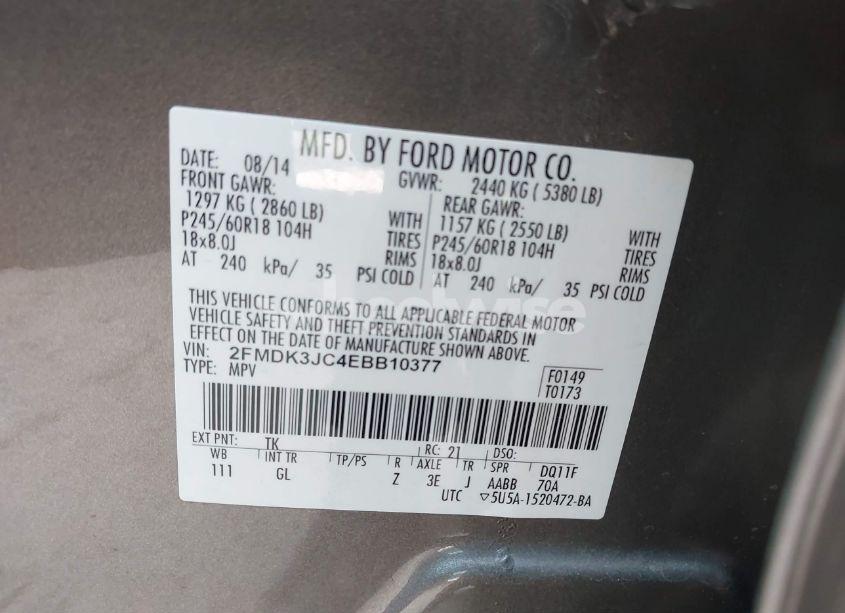 MFD. BY FORD MOTOR CO.
DATE: 08/14
GVWR: 2440 KG ( 5380 LB)
FRONT GAWR:
1297 KG ( 2860 LB)
P245/60R18 104H
18x8.0J
WITH
TIRES
RIMS
AT 240 kPa/ 35 PSI COLD
REAR GAWR:
1157 KG ( 2550 LB)
P245/60R18 104H
18x8.0J
WITH
TIRES
RIMS
AT 240 kPa/ 35 PSI COLD
THIS VEHICLE CONFORMS TO ALL APPLICABLE FEDERAL MOTOR
VEHICLE SAFETY AND THEFT PREVENTION STANDARDS IN
EFFECT ON THE DATE OF MANUFACTURE SHOWN ABOVE.
VIN: 2FMDK3JC4EBB10377
TYPE: MPV
F0149
T0173
EXT PNT: TK RC: 21 DSO:
WB INT TR TP/PS R AXLE TR SPR DQ11F
111 GL Z 3E J AABB 70A
UTC ▽5U5A-1520472-BA